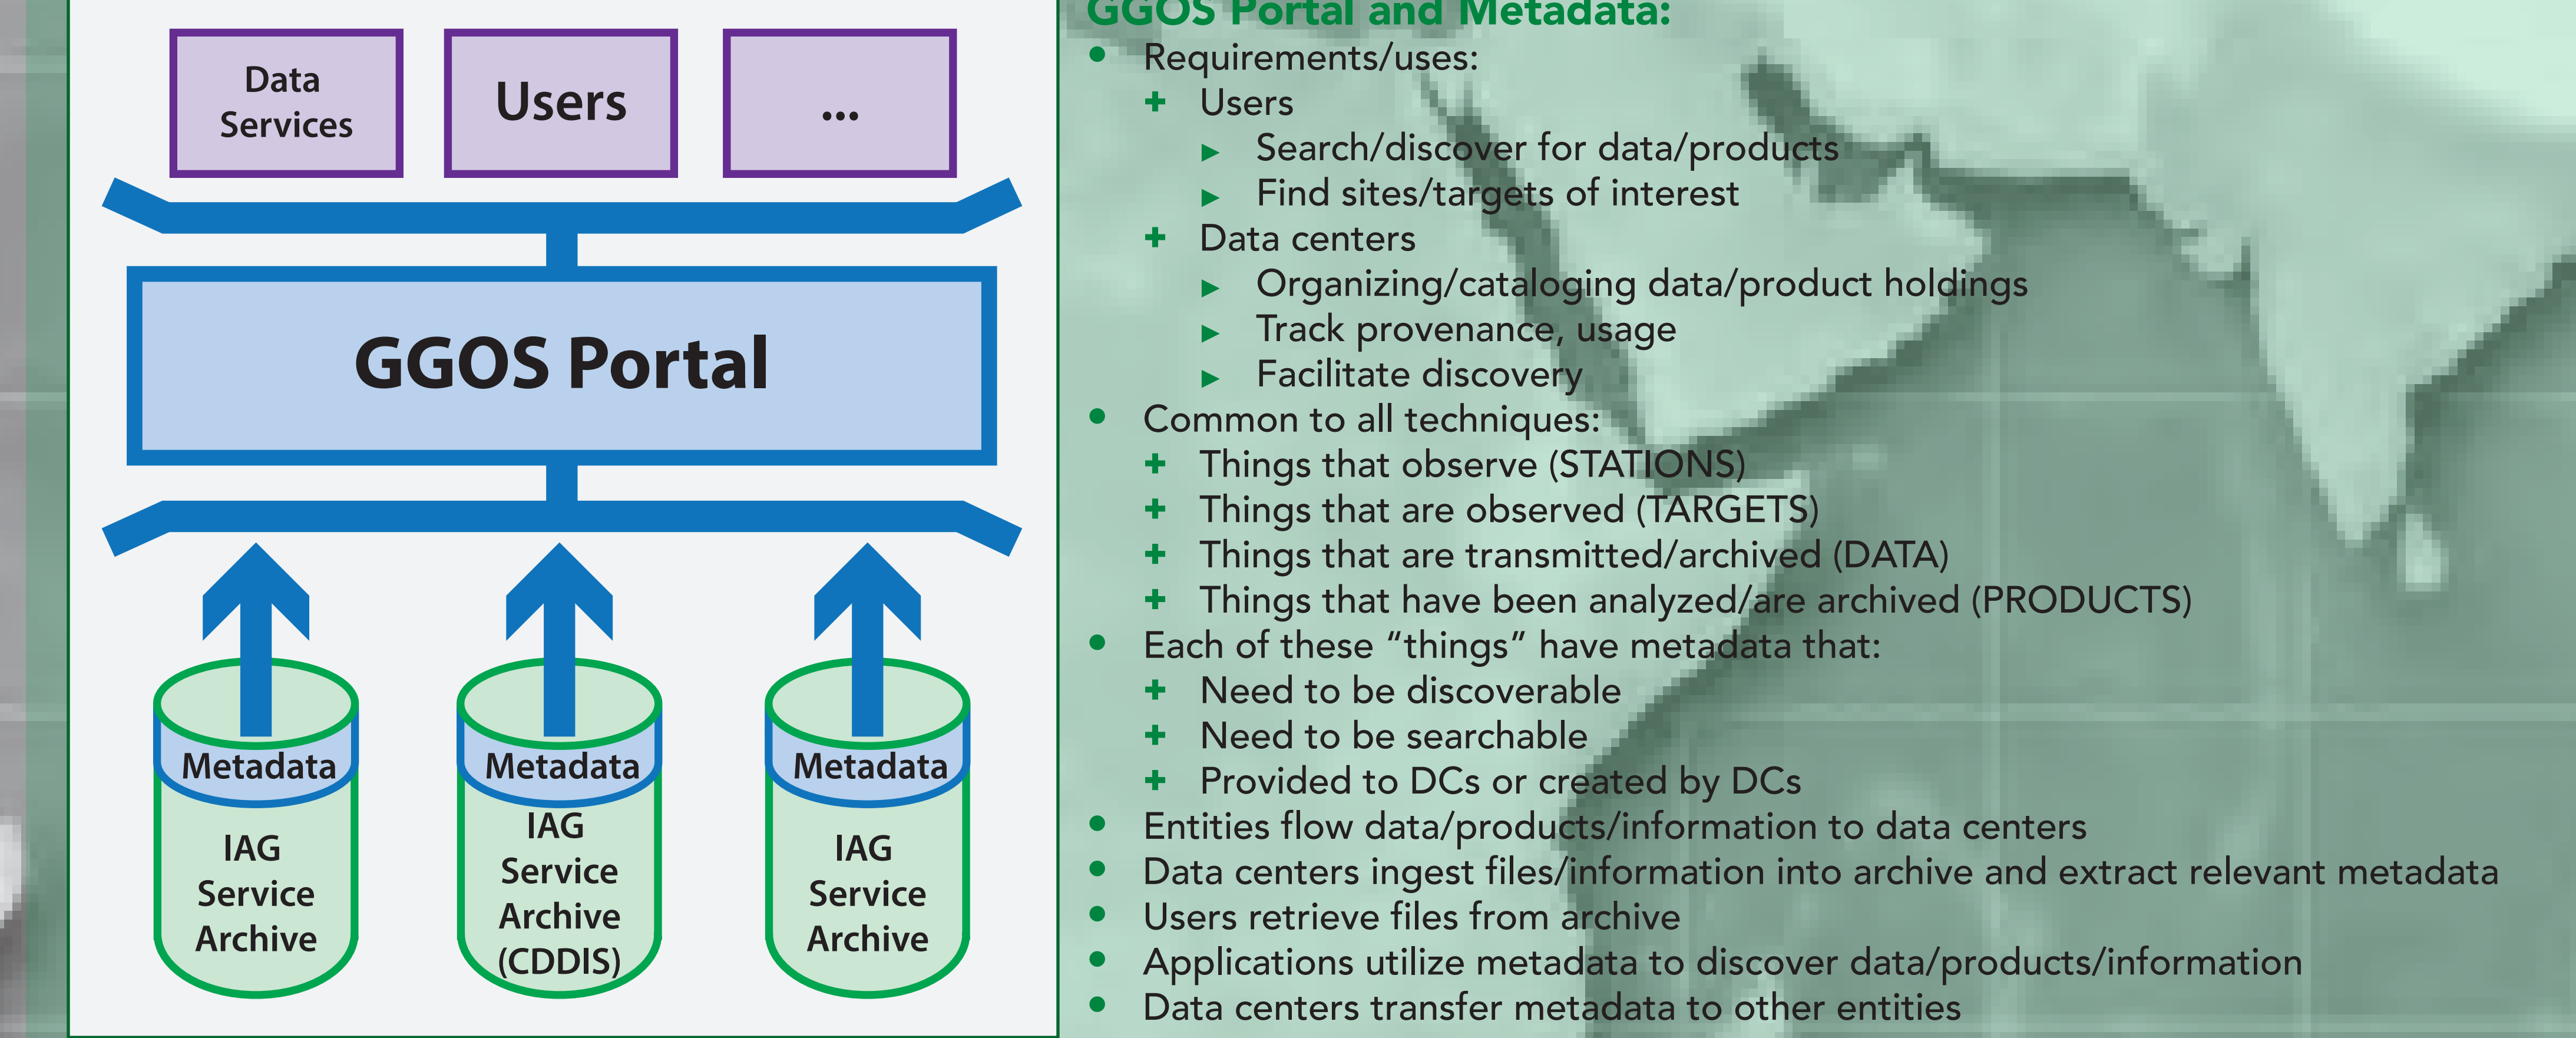 Data
Services
Users
...
GGOS Portal
Metadata
IAG
Service
Archive
Metadata
IAG
Service
Archive
(CDDIS)
Metadata
IAG
Service
Archive
GGOS Portal and Metadata:
• Requirements/uses:
+ Users
▶ Search/discover for data/products
▶ Find sites/targets of interest
+ Data centers
▶ Organizing/cataloging data/product holdings
▶ Track provenance, usage
▶ Facilitate discovery
• Common to all techniques:
+ Things that observe (STATIONS)
+ Things that are observed (TARGETS)
+ Things that are transmitted/archived (DATA)
+ Things that have been analyzed/are archived (PRODUCTS)
• Each of these “things” have metadata that:
+ Need to be discoverable
+ Need to be searchable
+ Provided to DCs or created by DCs
• Entities flow data/products/information to data centers
• Data centers ingest files/information into archive and extract relevant metadata
• Users retrieve files from archive
• Applications utilize metadata to discover data/products/information
• Data centers transfer metadata to other entities